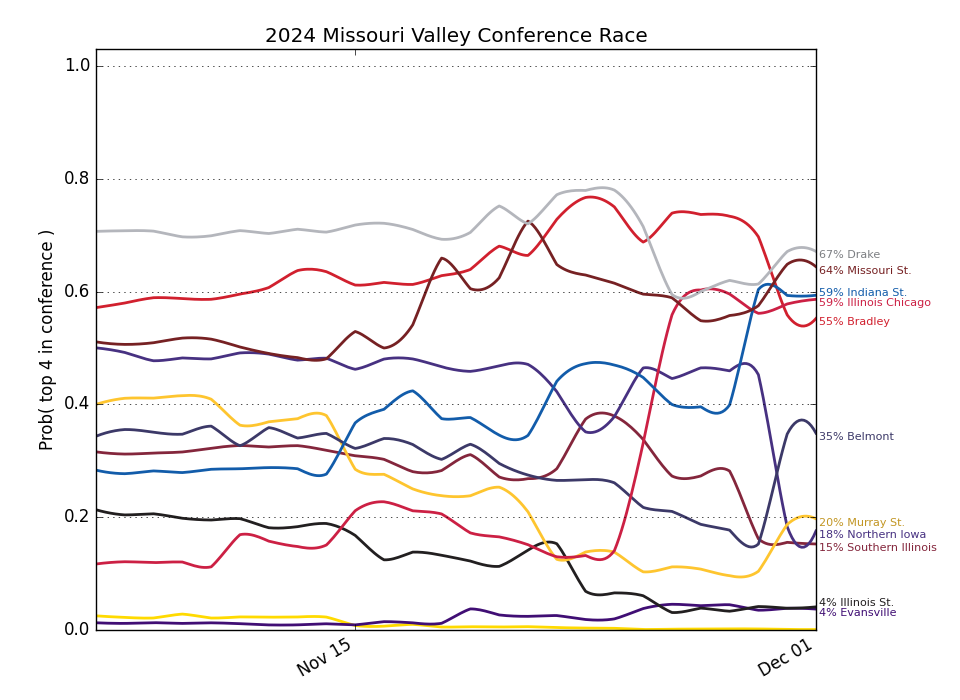 2024 Missouri Valley Conference Race
Prob( top 4 in conference )
1.0
0.8
0.6
0.4
0.2
0.0
Nov 15
Dec 01
67% Drake
64% Missouri St.
59% Indiana St.
59% Illinois Chicago
55% Bradley
35% Belmont
20% Murray St.
18% Northern Iowa
15% Southern Illinois
4% Illinois St.
4% Evansville